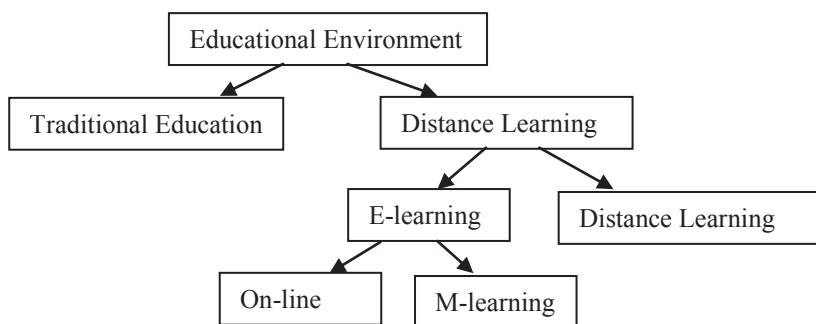 Educational Environment
Traditional Education
Distance Learning
E-learning
Distance Learning
On-line
M-learning